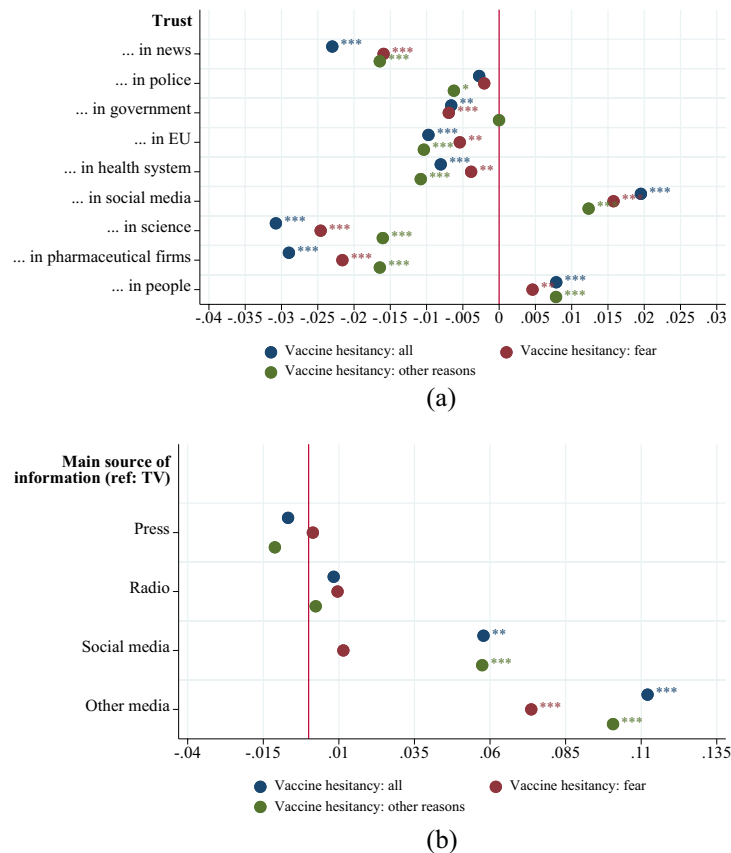 Trust
... in news *** *** ***
... in police *
... in government ** ***
... in EU *** ** ***
... in health system *** ** ***
... in social media ***
... in science *** *** ***
... in pharmaceutical firms *** *** ***
... in people *** ***
-.04 -.035 -.03 -.025 -.02 -.015 -.01 -.005 0 .005 .01 .015 .02 .025 .03
Vaccine hesitancy: all Vaccine hesitancy: fear
Vaccine hesitancy: other reasons
(a)
Main source of
information (ref: TV)
Press
Radio
Social media ** ***
Other media *** *** ***
-.04 -.015 .01 .035 .06 .085 .11 .135
Vaccine hesitancy: all Vaccine hesitancy: fear
Vaccine hesitancy: other reasons
(b)